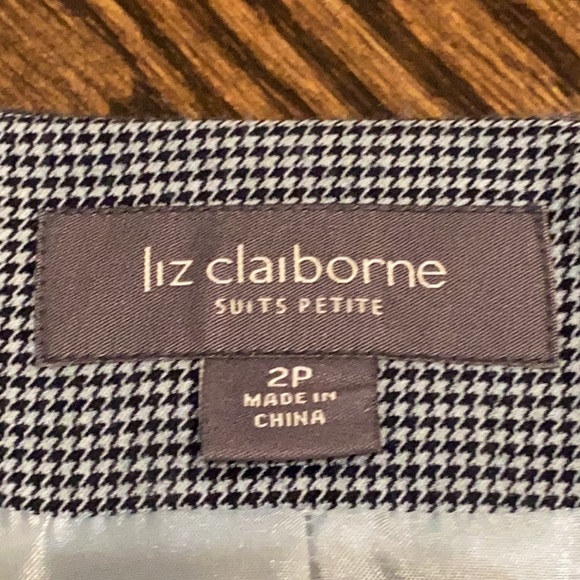 liz claiborne
SUITS PETITE
2P
MADE IN
CHINA